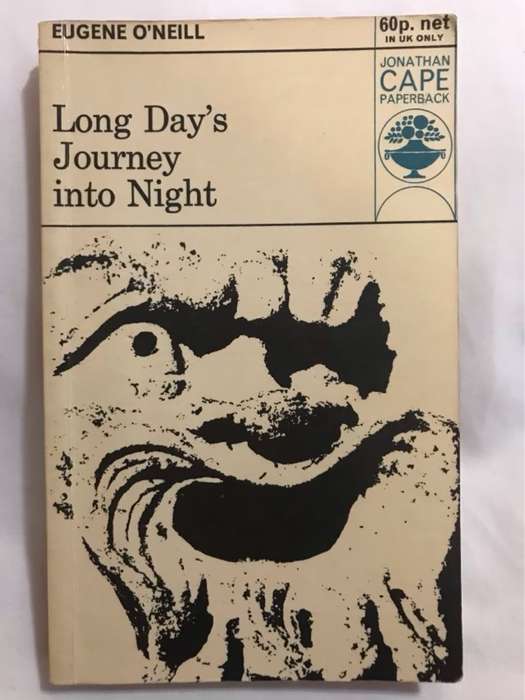 EUGENE O'NEILL
60p. net
IN UK ONLY
JONATHAN
CAPE
PAPERBACK
Long Day's
Journey
into Night